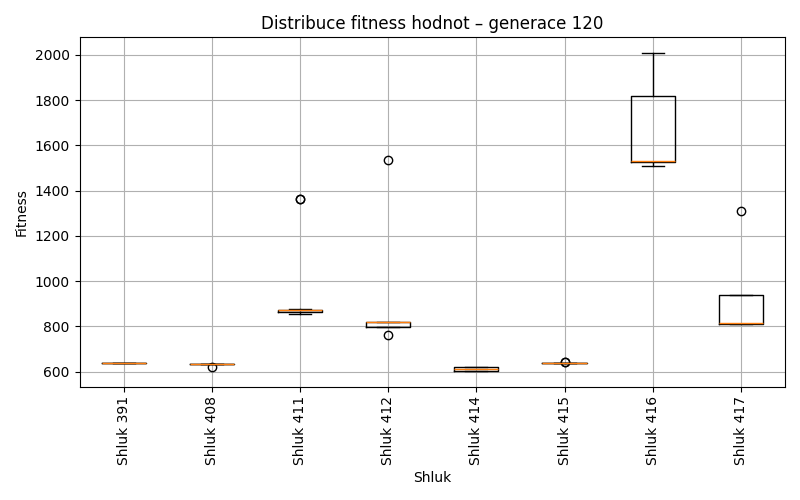 Distribuce fitness hodnot – generace 120
Fitness
2000
1800
1600
1400
1200
1000
800
600
Shluk 391
Shluk 408
Shluk 411
Shluk 412
Shluk 414
Shluk 415
Shluk 416
Shluk 417
Shluk